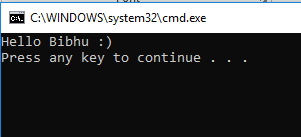 C:\WINDOWS\system32\cmd.exe
Hello Bibhu :)
Press any key to continue . . .